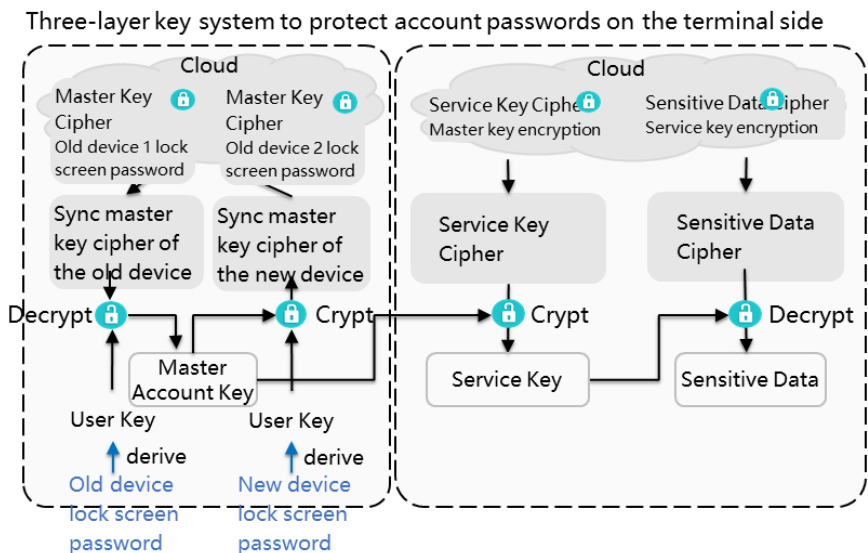 Three-layer key system to protect account passwords on the terminal side
Cloud
Master Key
Cipher
Old device 1 lock
screen password
Master Key
Cipher
Old device 2 lock
screen password
Sync master
key cipher of
the old device
Sync master
key cipher of
the new device
Decrypt
Crypt
Master
Account Key
User Key
User Key
derive
derive
Old device
lock screen
password
New device
lock screen
password
Cloud
Service Key Cipher
Master key encryption
Sensitive Data Cipher
Service key encryption
Service Key
Cipher
Sensitive Data
Cipher
Crypt
Decrypt
Service Key
Sensitive Data